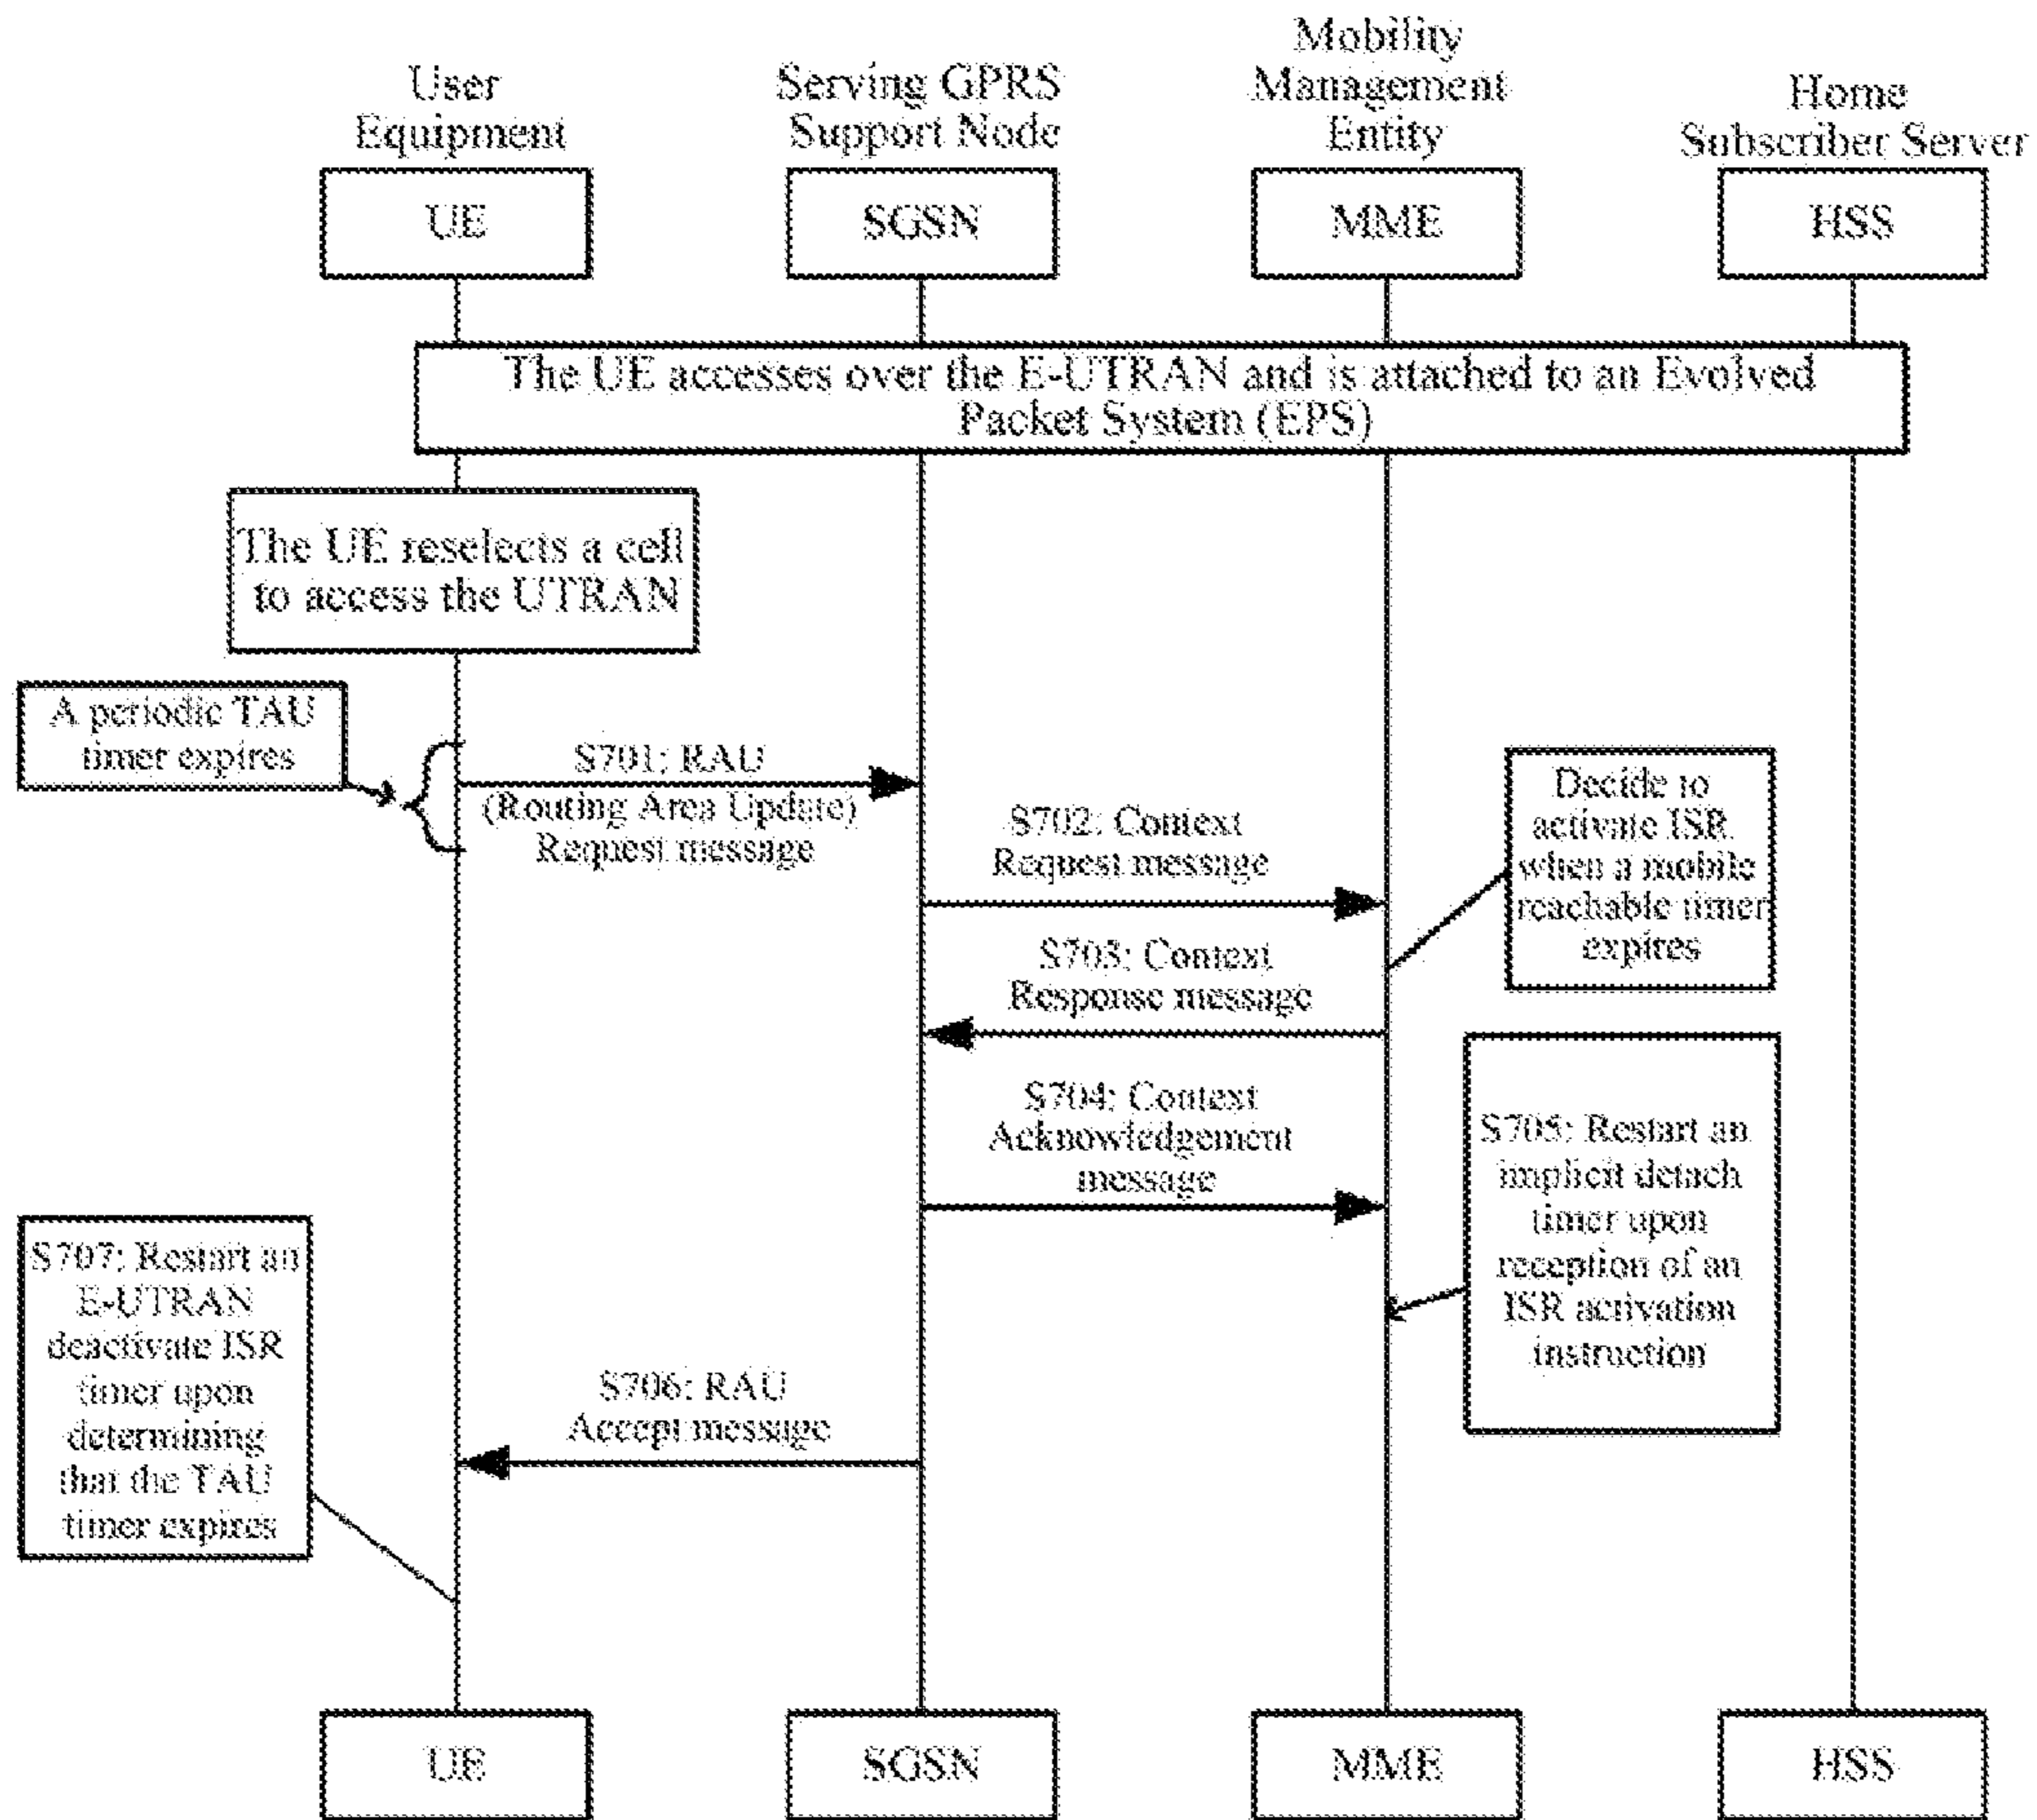 User
Equipment
Serving GPRS
Support Node
Mobility
Management
Entity
Home
Subscriber Server
UE
SGSN
MME
HSS
The UE accesses over the E-UTRAN and is attached to an Evolved
Packet System (EPS)
The UE reselects a cell
to access the UTRAN
A periodic TAU
timer expires
S701: RAU
(Routing Area Update)
Request message
S702: Context
Request message
Decide to
activate ISR
when a mobile
reachable timer
expires
S703: Context
Response message
S704: Context
Acknowledgement
message
S705: Restart an
implicit detach
timer upon
reception of an
ISR activation
instruction
S706: RAU
Accept message
S707: Restart an
E-UTRAN
deactivate ISR
timer upon
determining
that the TAU
timer expires
UE
SGSN
MME
HSS